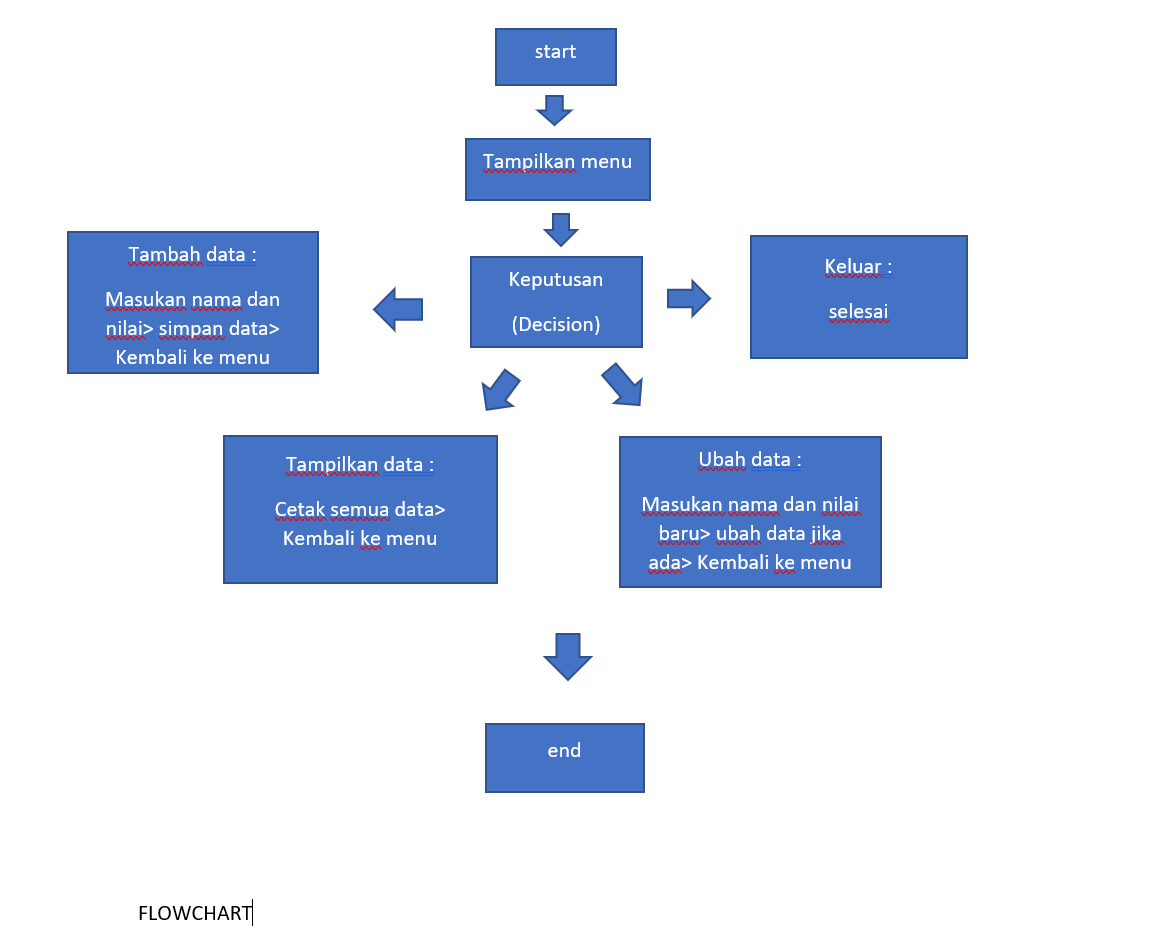 start
Tampilkan menu
Tambah data :
Masukan nama dan
nilai> simpan data>
Kembali ke menu
Keputusan
(Decision)
Keluar :
selesai
Tampilkan data :
Cetak semua data>
Kembali ke menu
Ubah data :
Masukan nama dan nilai
baru> ubah data jika
ada> Kembali ke menu
end
FLOWCHART